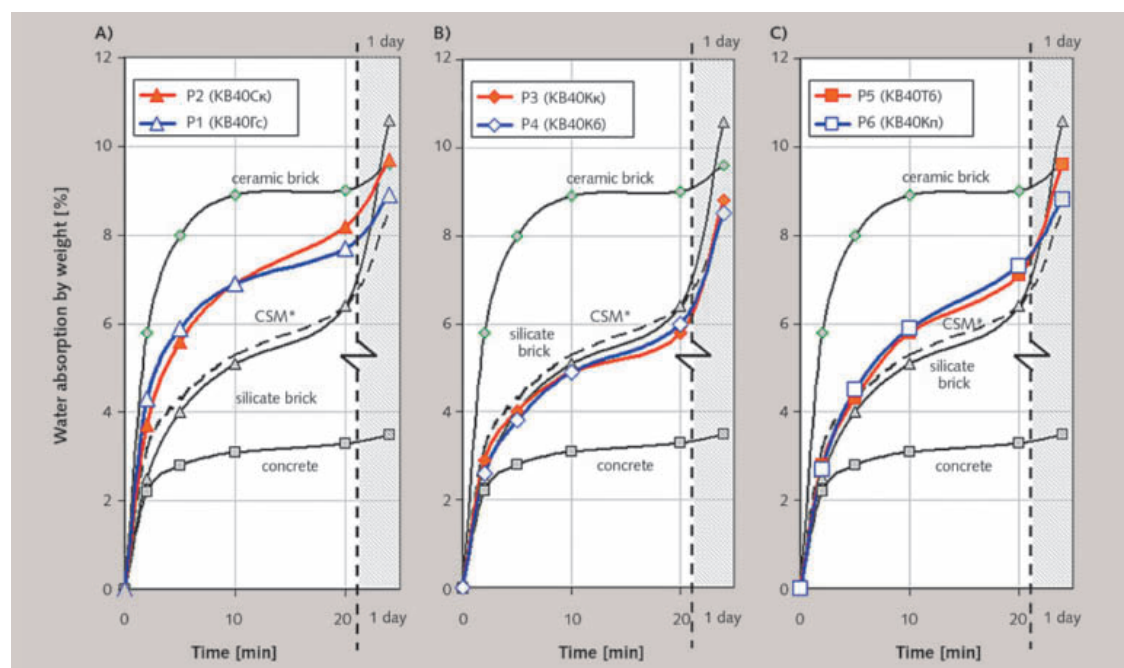 A)
1 day
B)
1 day
C)
1 day
Water absorption by weight [%]
12
10
8
6
4
2
0
P2 (КВ40Ск)
P1 (КВ40Гс)
ceramic brick
CSM*
silicate brick
concrete
0
10
20
1 day
Time [min]
12
10
8
6
4
2
0
P3 (КВ40Кк)
P4 (КВ40К6)
ceramic brick
CSM*
silicate
brick
concrete
0
10
20
1 day
Time [min]
12
10
8
6
4
2
0
P5 (КВ40Т6)
P6 (КВ40Кп)
ceramic brick
CSM*
silicate
brick
concrete
0
10
20
1 day
Time [min]